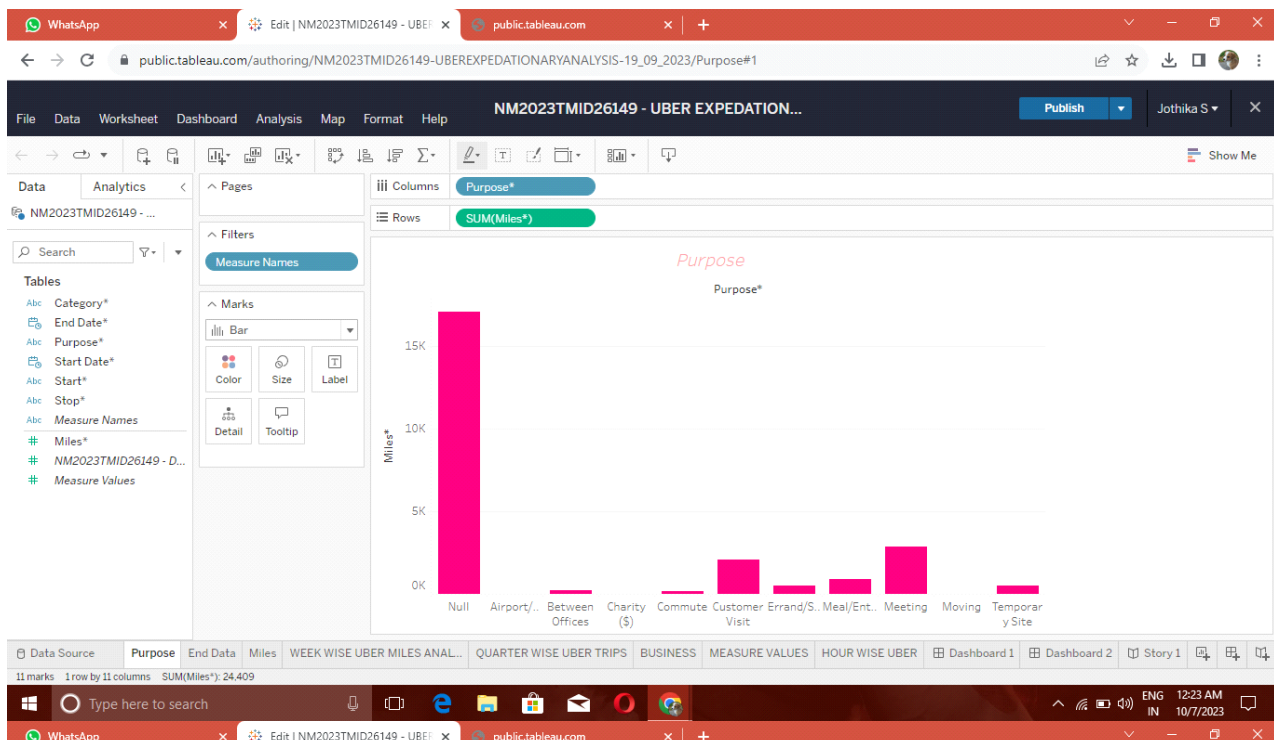 WhatsApp
Edit | NM2023TMID26149 - UBER
public.tableau.com
public.tableau.com/authoring/NM2023TMID26149-UBEREXPEDATIONARYANALYSIS-19_09_2023/Purpose#1
File Data Worksheet Dashboard Analysis Map Format Help
NM2023TMID26149 - UBER EXPEDATION...
Publish
Jothika S
Show Me
Data Analytics
NM2023TMID26149 - ...
Search
Tables
Abc Category*
End Date*
Abc Purpose*
Start Date*
Abc Start*
Abc Stop*
Abc Measure Names
# Miles*
# NM2023TMID26149 - D...
# Measure Values
Pages
Filters
Measure Names
Marks
Bar
Color Size Label
Detail Tooltip
iii Columns Purpose*
Rows SUM(Miles*)
Purpose
Purpose*
Miles*
15K
10K
5K
0K
Null Airport/.. Between Offices Charity ($) Commute Customer Visit Errand/S.. Meal/Ent.. Meeting Moving Temporary Site
Data Source Purpose End Data Miles WEEK WISE UBER MILES ANAL... QUARTER WISE UBER TRIPS BUSINESS MEASURE VALUES HOUR WISE UBER Dashboard 1 Dashboard 2 Story 1
11 marks 1 row by 11 columns SUM(Miles*): 24,409
Type here to search
ENG 12:23 AM
IN 10/7/2023
WhatsApp
Edit | NM2023TMID26149 - UBER
public.tableau.com